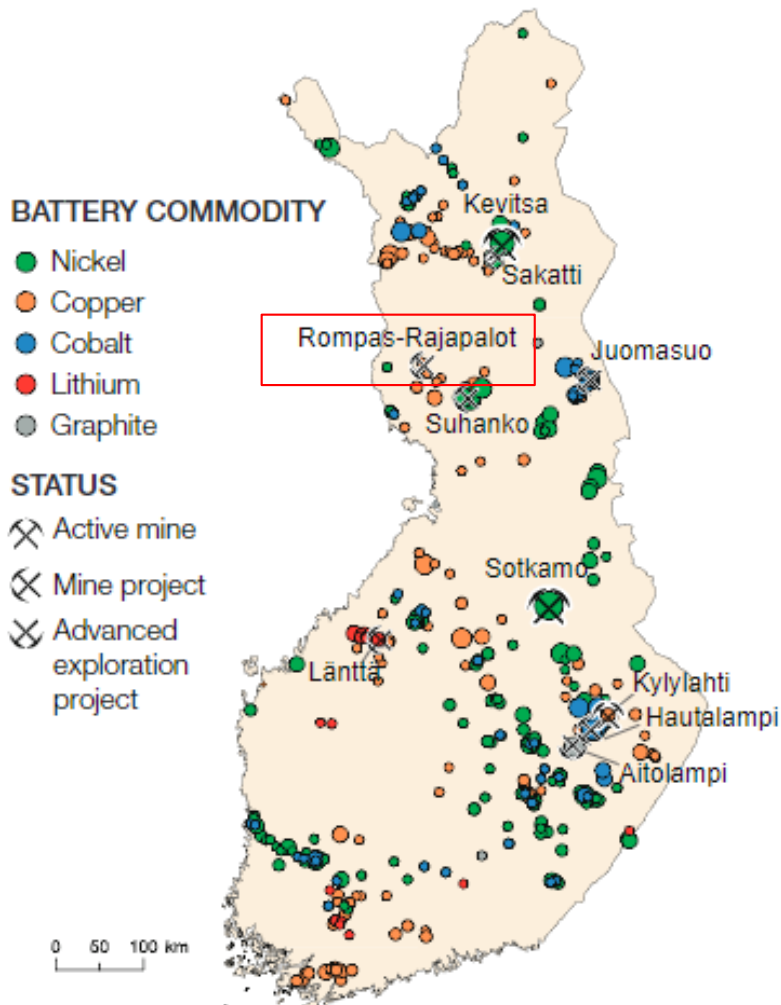 BATTERY COMMODITY
Nickel
Copper
Cobalt
Lithium
Graphite
STATUS
Active mine
Mine project
Advanced
exploration
project
Kevitsa
Sakatti
Rompas-Rajapalot
Juomasuo
Suhanko
Sotkamo
Länttä
Kylylahti
Hautalampi
Aitolampi
0 50 100 km